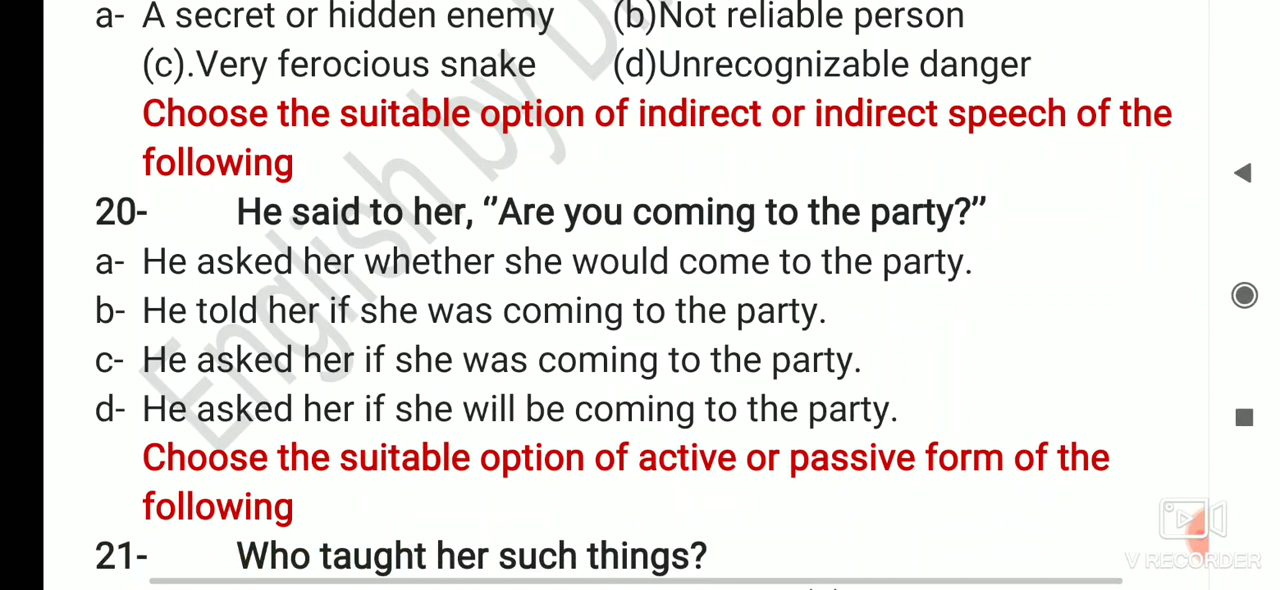 a- A secret or hidden enemy (b)Not reliable person
(c).Very ferocious snake (d)Unrecognizable danger
Choose the suitable option of indirect or indirect speech of the
following
20- He said to her, “Are you coming to the party?”
a- He asked her whether she would come to the party.
b- He told her if she was coming to the party.
c- He asked her if she was coming to the party.
d- He asked her if she will be coming to the party.
Choose the suitable option of active or passive form of the
following
21- Who taught her such things?
English by D
V RECORDER